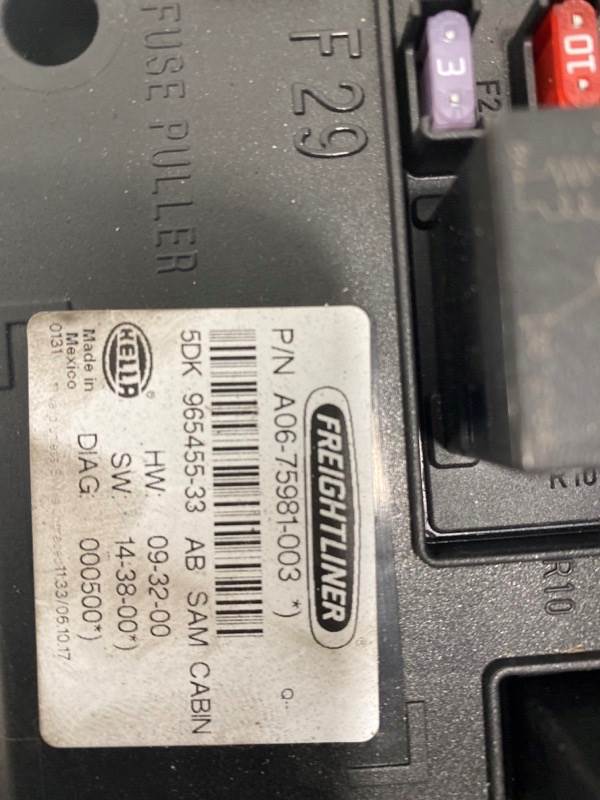 FUSE PULLER
F 29
3
10
F2
R10
FREIGHTLINER®
P/N A06-75981-003 *)
Q..
5DK 965455-33 AB SAM CABIN
HELLA®
HW: 09-32-00
SW: 14-38-00*)
DIAG: 000500*)
Made in
Mexico
0131
1133/06.10.17